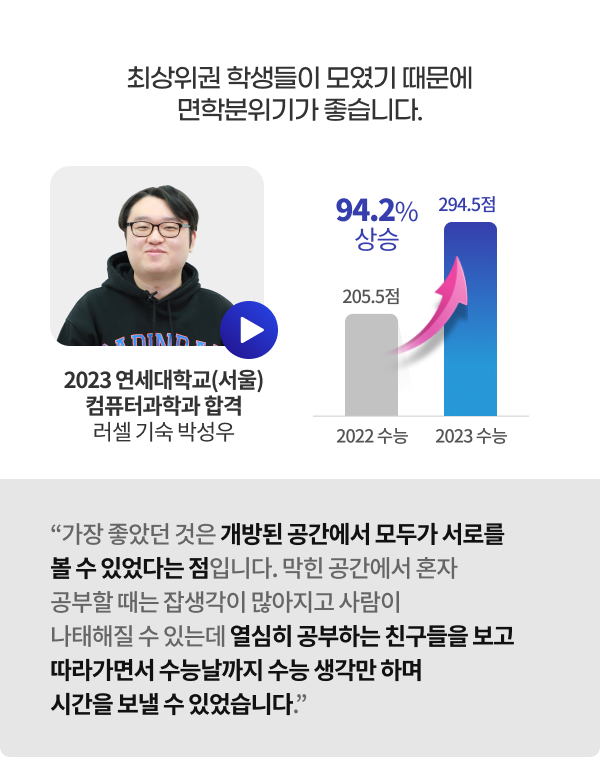 최상위권 학생들이 모였기 때문에
면학분위기가 좋습니다.
94.2%
상승
294.5점
205.5점
2022 수능
2023 수능
2023 연세대학교(서울)
컴퓨터과학과 합격
러셀 기숙 박성우
“가장 좋았던 것은 개방된 공간에서 모두가 서로를
볼 수 있었다는 점입니다. 막힌 공간에서 혼자
공부할 때는 잡생각이 많아지고 사람이
나태해질 수 있는데 열심히 공부하는 친구들을 보고
따라가면서 수능날까지 수능 생각만 하며
시간을 보낼 수 있었습니다.”